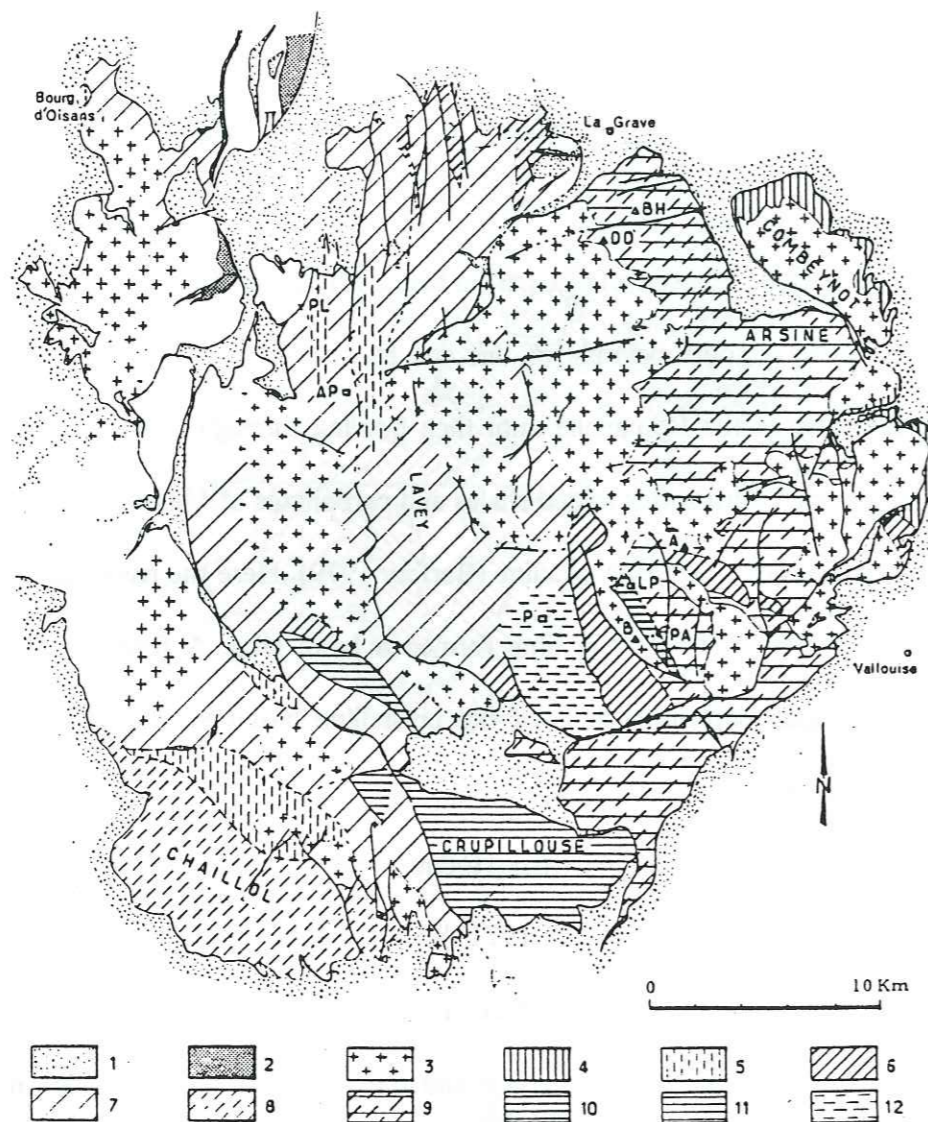 Bourg
d'Oisans
La Grave
BH
DD
COMBEYNOT
ARSINE
PL
AP
LAVEY
A
LP
P
B
PA
Vallouise
N
CRUPILLOUSE
CHAILLOL
0 10 Km
1 2 3 4 5 6
7 8 9 10 11 12